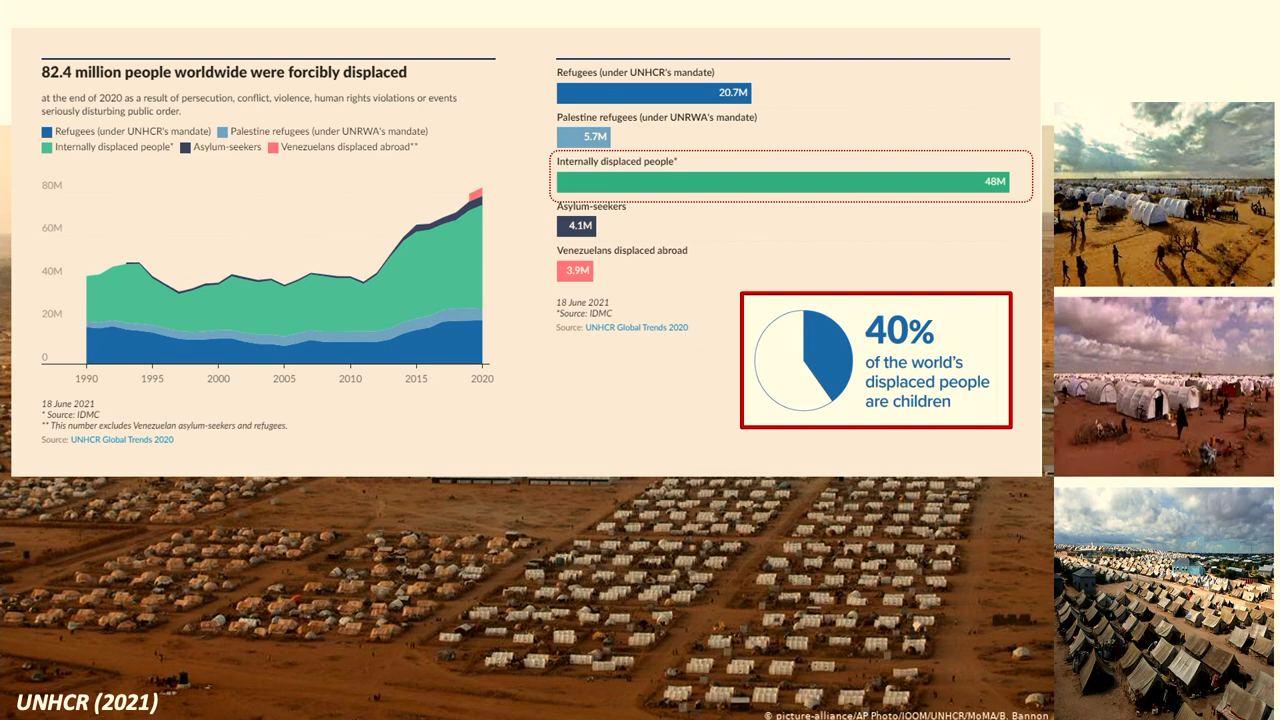 82.4 million people worldwide were forcibly displaced
at the end of 2020 as a result of persecution, conflict, violence, human rights violations or events
seriously disturbing public order.
Refugees (under UNHCR's mandate) Palestine refugees (under UNRWA's mandate)
Internally displaced people* Asylum-seekers Venezuelans displaced abroad**
80M
60M
40M
20M
0
1990 1995 2000 2005 2010 2015 2020
18 June 2021
* Source: IDMC
** This number excludes Venezuelan asylum-seekers and refugees.
Source: UNHCR Global Trends 2020
Refugees (under UNHCR's mandate)
20.7M
Palestine refugees (under UNRWA's mandate)
5.7M
Internally displaced people*
48M
Asylum-seekers
4.1M
Venezuelans displaced abroad
3.9M
18 June 2021
*Source: IDMC
Source: UNHCR Global Trends 2020
40%
of the world's
displaced people
are children
UNHCR (2021)
© picture-alliance/AP Photo/IOOM/UNHCR/MoMA/B. Bannon